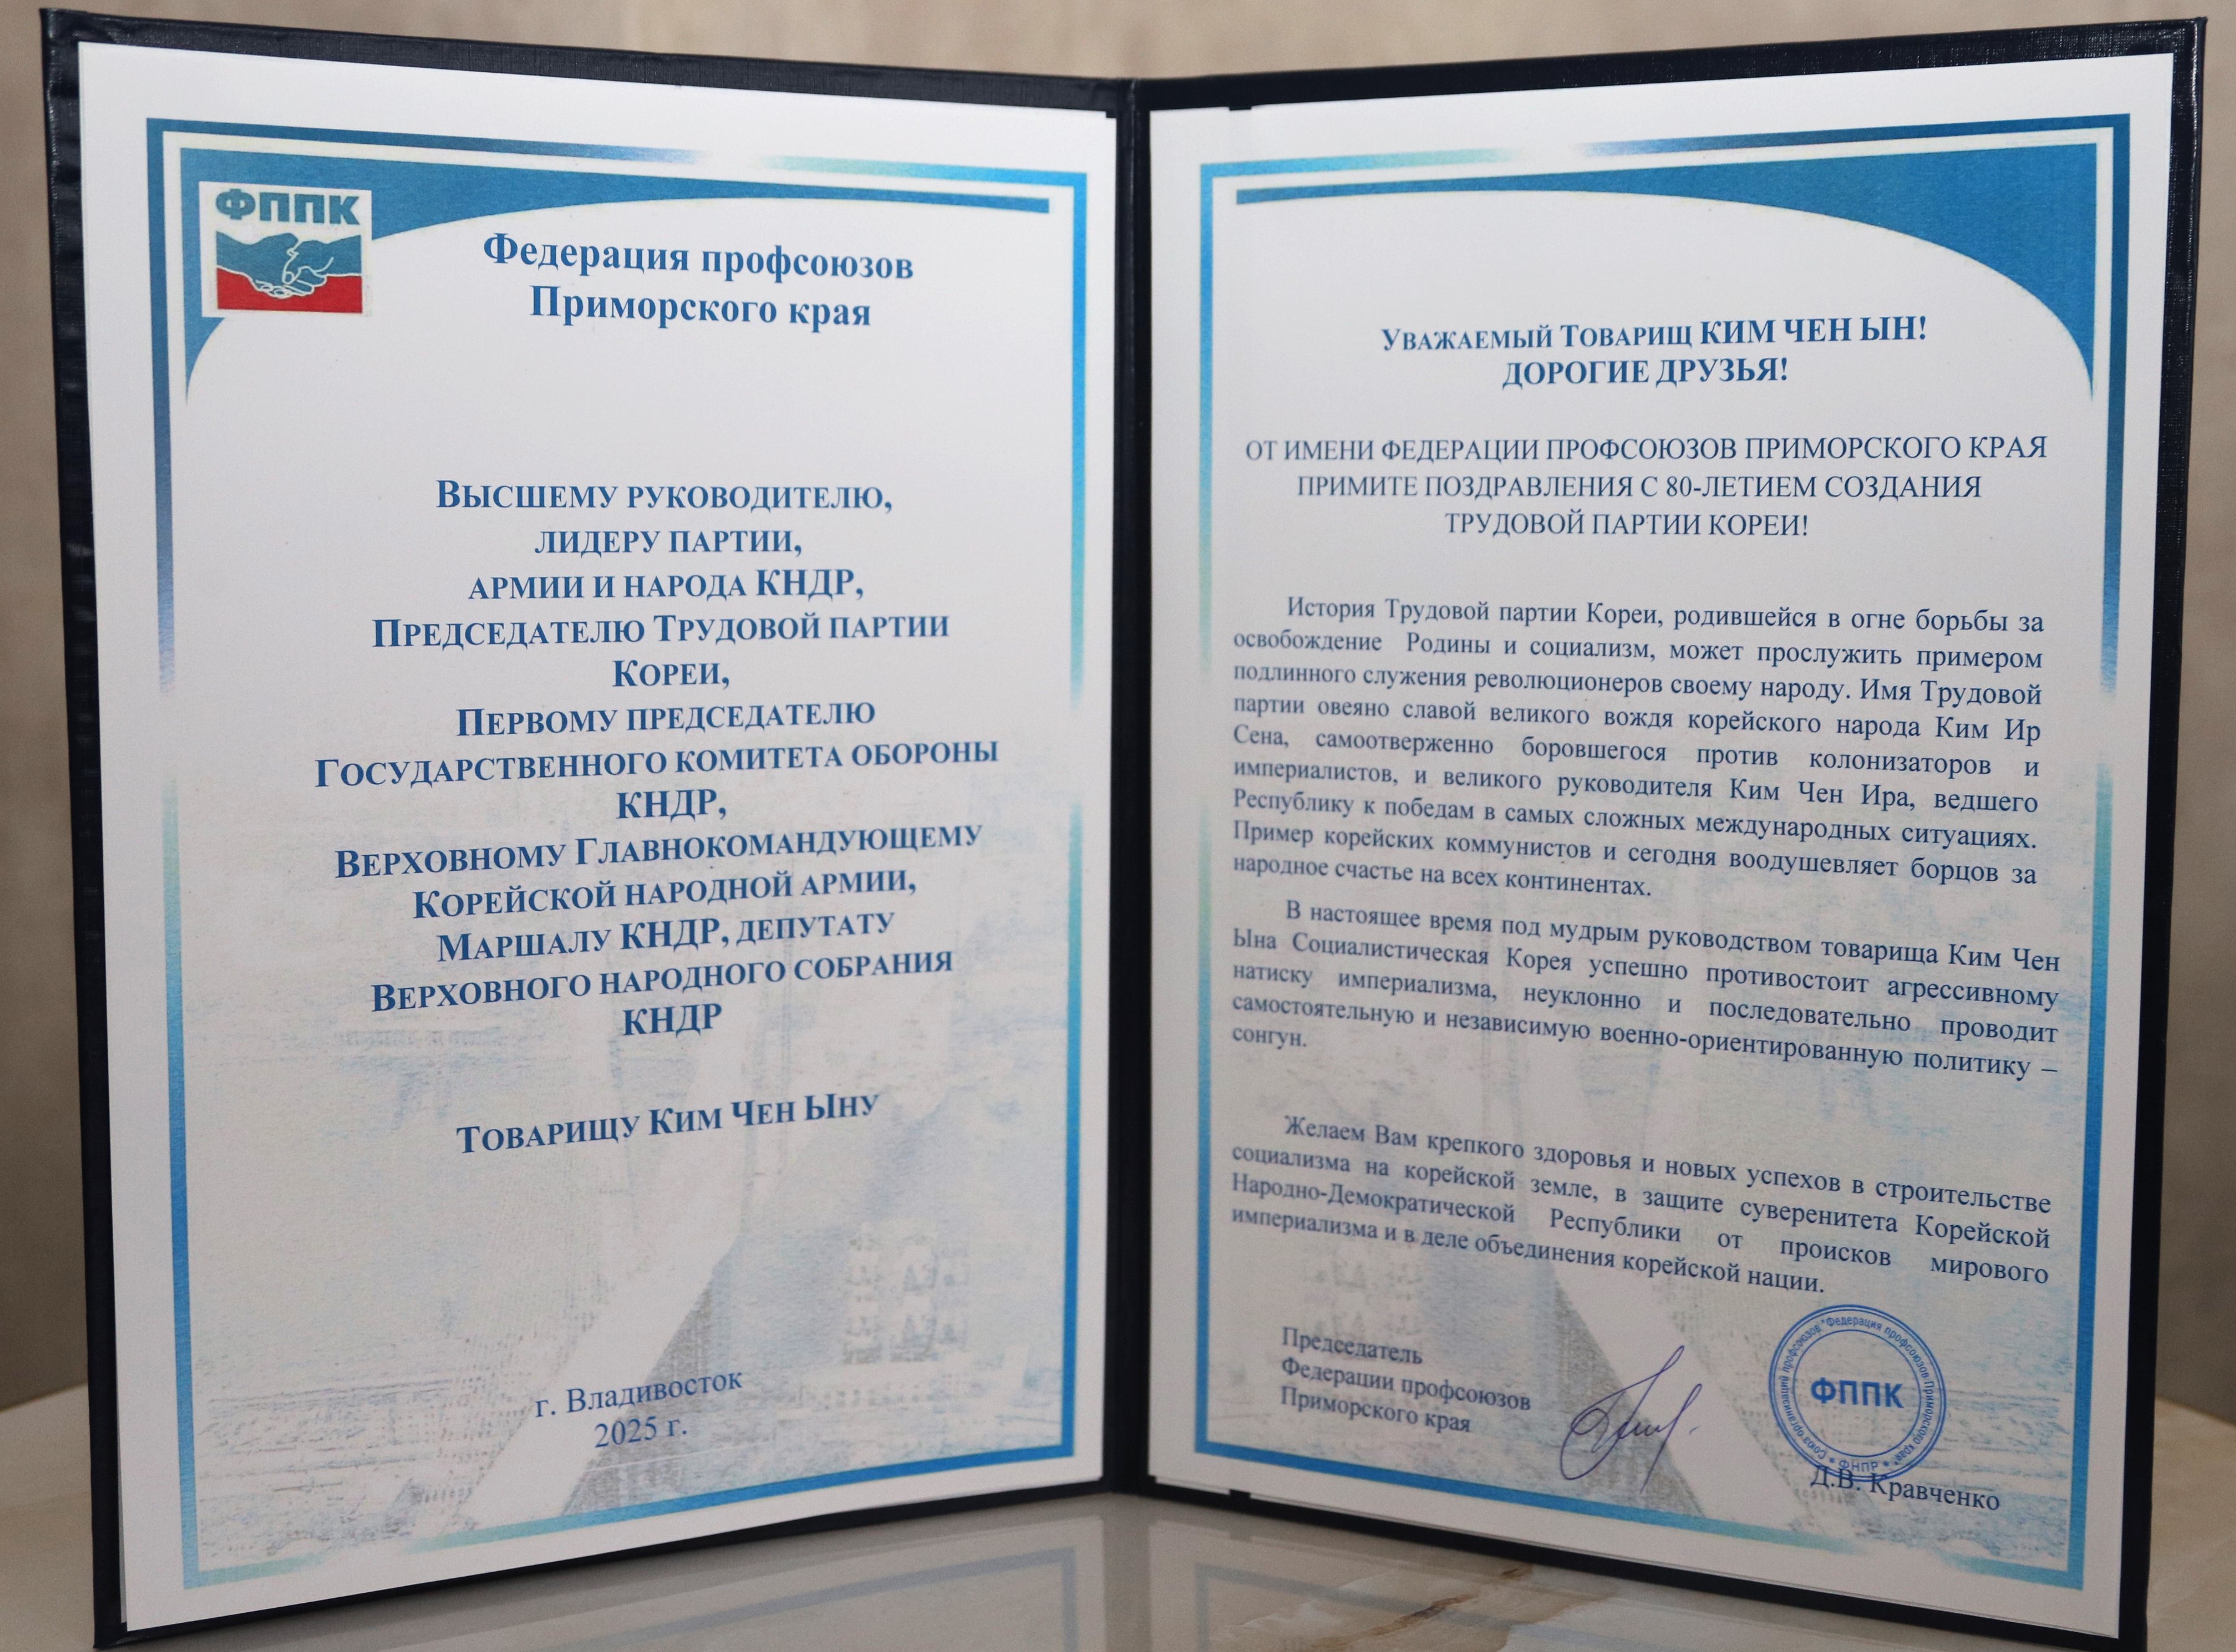 ФППК
Федерация профсоюзов
Приморского края
Высшему руководителю,
лидеру партии,
армии и народа КНДР,
Председателю Трудовой партии
Кореи,
Первому председателю
Государственного комитета обороны
КНДР,
Верховному Главнокомандующему
Корейской народной армии,
Маршалу КНДР, депутату
Верховного народного собрания
КНДР
Товарищу Ким Чен Ыну
г. Владивосток
2025 г.
Уважаемый Товарищ КИМ ЧЕН ЫН!
ДОРОГИЕ ДРУЗЬЯ!
ОТ ИМЕНИ ФЕДЕРАЦИИ ПРОФСОЮЗОВ ПРИМОРСКОГО КРАЯ
ПРИМИТЕ ПОЗДРАВЛЕНИЯ С 80-ЛЕТИЕМ СОЗДАНИЯ
ТРУДОВОЙ ПАРТИИ КОРЕИ!
История Трудовой партии Кореи, родившейся в огне борьбы за
освобождение Родины и социализм, может прослужить примером
подлинного служения революционеров своему народу. Имя Трудовой
партии овеяно славой великого вождя корейского народа Ким Ир
Сена, самоотверженно боровшегося против колонизаторов и
империалистов, и великого руководителя Ким Чен Ира, ведшего
Республику к победам в самых сложных международных ситуациях.
Пример корейских коммунистов и сегодня воодушевляет борцов за
народное счастье на всех континентах.
В настоящее время под мудрым руководством товарища Ким Чен
Ына Социалистическая Корея успешно противостоит агрессивному
натиску империализма, неуклонно и последовательно проводит
самостоятельную и независимую военно-ориентированную политику –
сонгун.
Желаем Вам крепкого здоровья и новых успехов в строительстве
социализма на корейской земле, в защите суверенитета Корейской
Народно-Демократической Республики от происков мирового
империализма и в деле объединения корейской нации.
Председатель
Федерации профсоюзов
Приморского края
Союз организаций профсоюзов "Федерация профсоюзов Приморского края" * ФНПР *
ФППК
Д.В. Кравченко